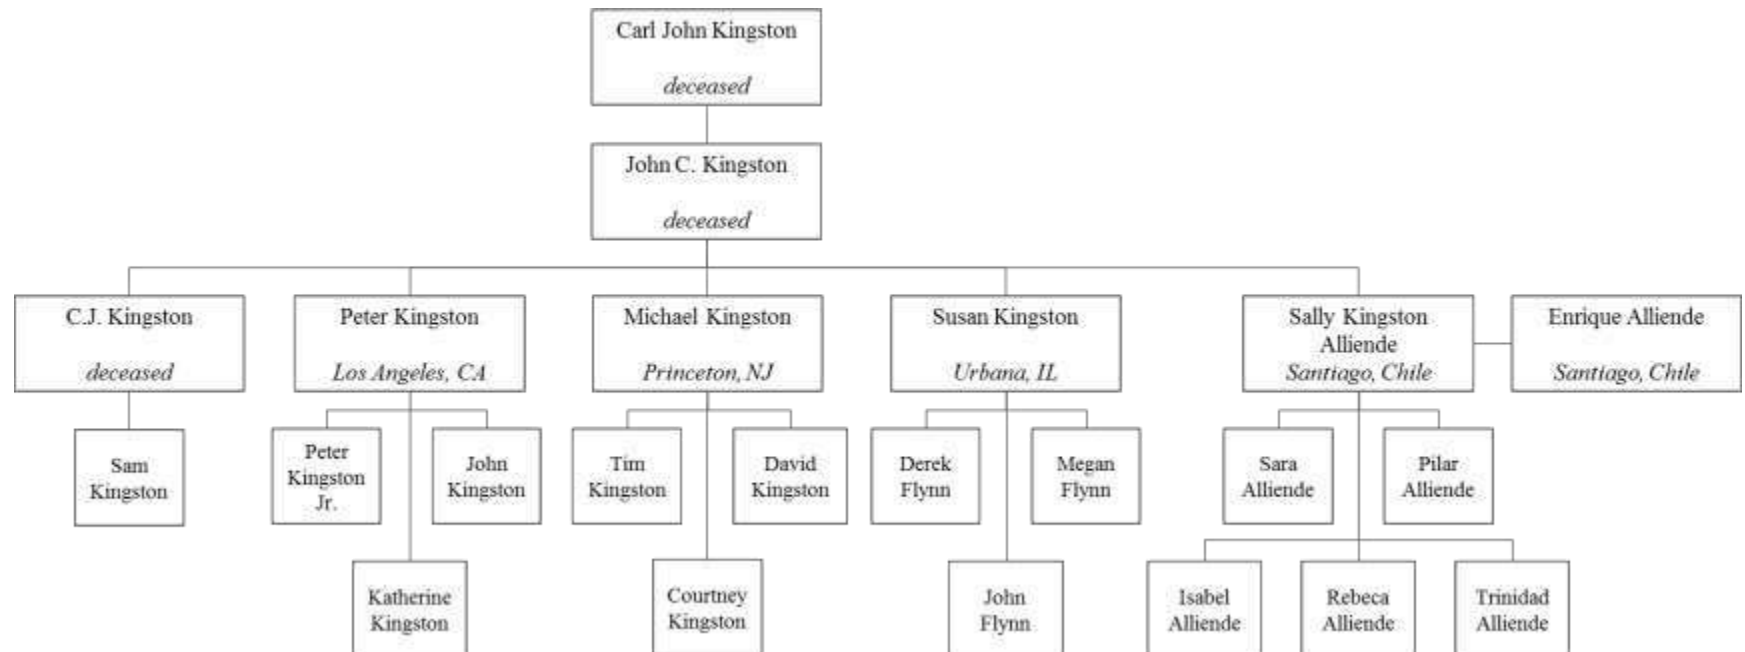 Carl John Kingston
deceased
John C. Kingston
deceased
C.J. Kingston
deceased
Peter Kingston
Los Angeles, CA
Michael Kingston
Princeton, NJ
Susan Kingston
Urbana, IL
Sally Kingston
Alliende
Santiago, Chile
Enrique Alliende
Santiago, Chile
Sam
Kingston
Peter
Kingston
Jr.
John
Kingston
Tim
Kingston
David
Kingston
Derek
Flynn
Megan
Flynn
Sara
Alliende
Pilar
Alliende
Katherine
Kingston
Courtney
Kingston
John
Flynn
Isabel
Alliende
Rebeca
Alliende
Trinidad
Alliende